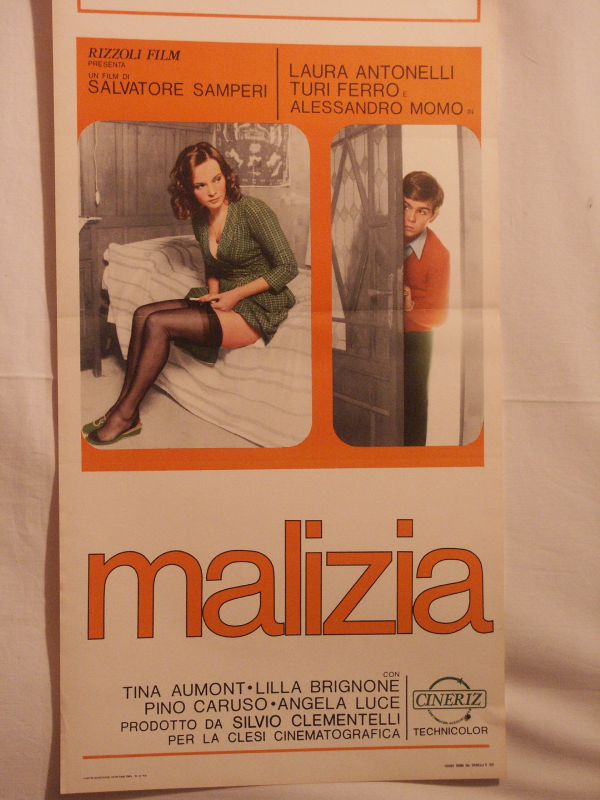 RIZZOLI FILM
PRESENTA
UN FILM DI
SALVATORE SAMPERI
LAURA ANTONELLI
TURI FERRO E
ALESSANDRO MOMO IN
malizia
CON
TINA AUMONT • LILLA BRIGNONE
PINO CARUSO • ANGELA LUCE
PRODOTTO DA SILVIO CLEMENTELLI
PER LA CLESI CINEMATOGRAFICA
CINERIZ
TECHNICOLOR